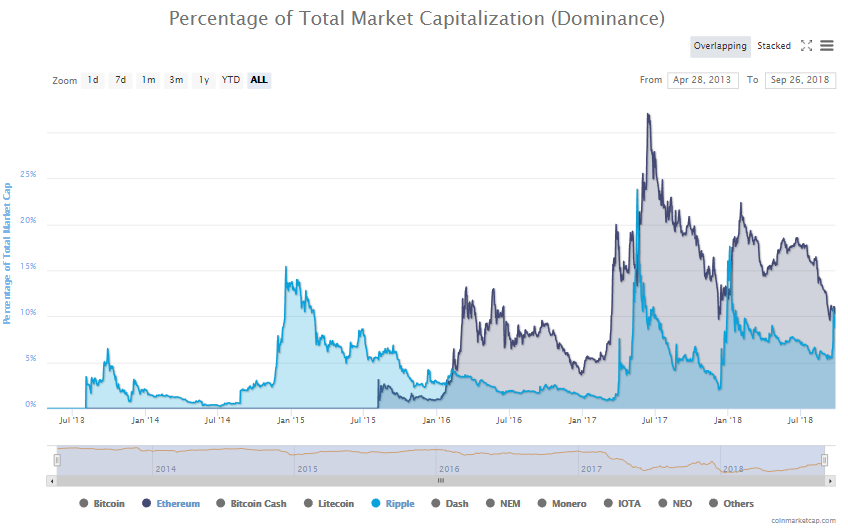 Percentage of Total Market Capitalization (Dominance)
Overlapping Stacked
Zoom 1d 7d 1m 3m 1y YTD ALL
From Apr 28, 2013 To Sep 26, 2018
Percentage of Total Market Cap
25%
20%
15%
10%
5%
0%
Jul '13 Jan '14 Jul '14 Jan '15 Jul '15 Jan '16 Jul '16 Jan '17 Jul '17 Jan '18 Jul '18
2014 2015 2016 2017 2018
Bitcoin Ethereum Bitcoin Cash Litecoin Ripple Dash NEM Monero IOTA NEO Others
coinmarketcap.com